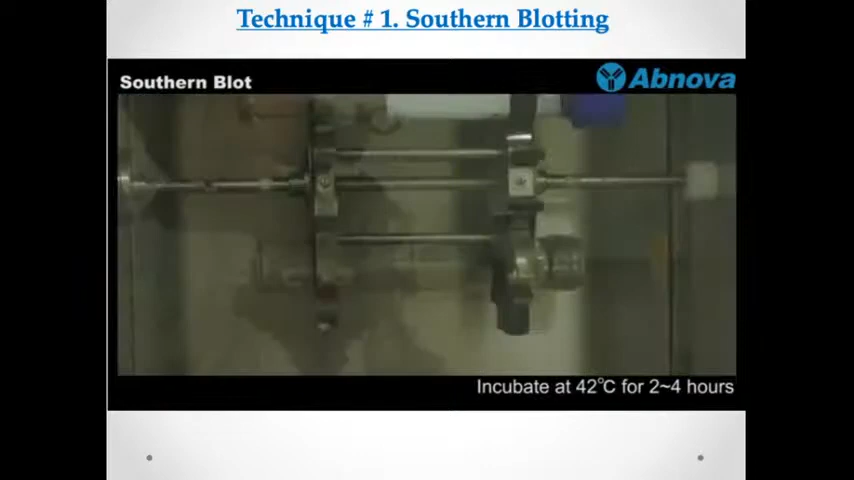 Technique # 1. Southern Blotting
Southern Blot
Abnova
Incubate at 42℃ for 2~4 hours